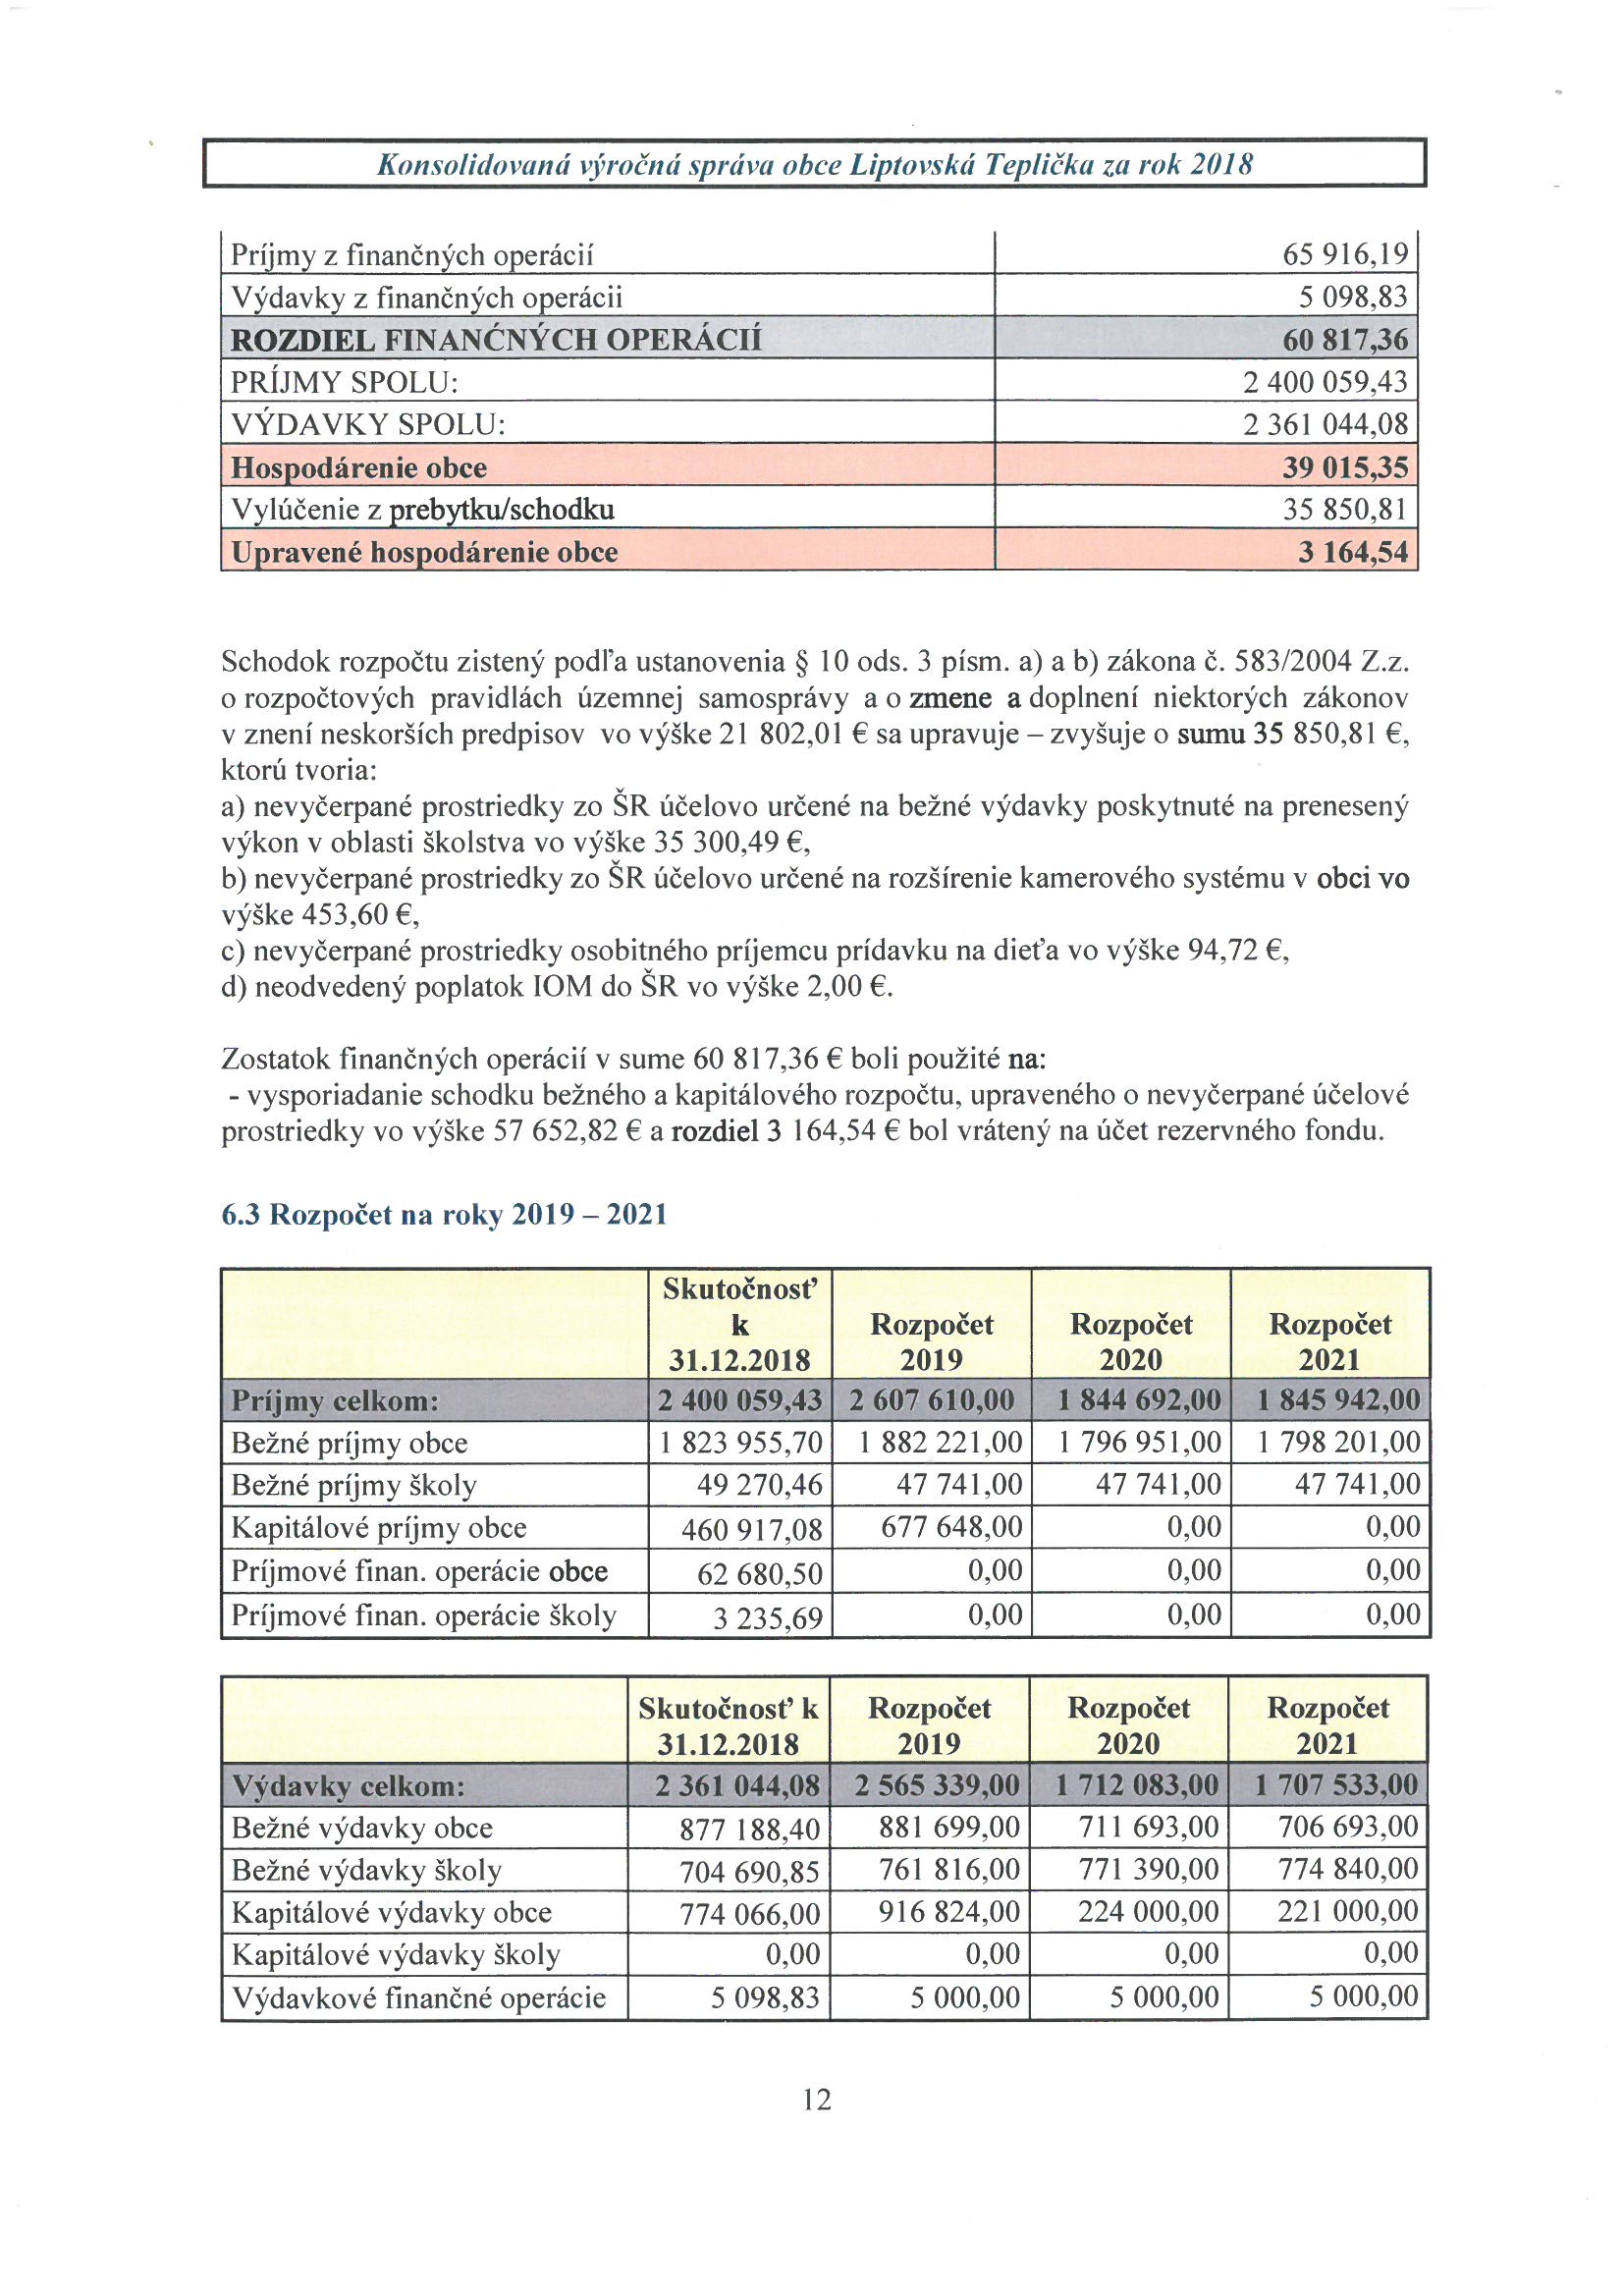 Konsolidovaná výročná správa obce Liptovská Teplička za rok 2018
Príjmy z finančných operácií 65 916,19
Výdavky z finančných operácii 5 098,83
ROZDIEL FINANĆNÝCH OPERÁCIÍ 60 817,36
PRÍJMY SPOLU: 2 400 059,43
VÝDAVKY SPOLU: 2 361 044,08
Hospodárenie obce 39 015,35
Vylúčenie z prebytku/schodku 35 850,81
Upravené hospodárenie obce 3 164,54
Schodok rozpočtu zistený podľa ustanovenia § 10 ods. 3 písm. a) a b) zákona č. 583/2004 Z.z.
o rozpočtových pravidlách územnej samosprávy a o zmene a doplnení niektorých zákonov
v znení neskorších predpisov vo výške 21 802,01 € sa upravuje – zvyšuje o sumu 35 850,81 €,
ktorú tvoria:
a) nevyčerpané prostriedky zo ŠR účelovo určené na bežné výdavky poskytnuté na prenesený
výkon v oblasti školstva vo výške 35 300,49 €,
b) nevyčerpané prostriedky zo ŠR účelovo určené na rozšírenie kamerového systému v obci vo
výške 453,60 €,
c) nevyčerpané prostriedky osobitného príjemcu prídavku na dieťa vo výške 94,72 €,
d) neodvedený poplatok IOM do ŠR vo výške 2,00 €.
Zostatok finančných operácií v sume 60 817,36 € boli použité na:
- vysporiadanie schodku bežného a kapitálového rozpočtu, upraveného o nevyčerpané účelové
prostriedky vo výške 57 652,82 € a rozdiel 3 164,54 € bol vrátený na účet rezervného fondu.
6.3 Rozpočet na roky 2019 – 2021
Skutočnosť
k Rozpočet Rozpočet Rozpočet
31.12.2018 2019 2020 2021
Príjmy celkom: 2 400 059,43 2 607 610,00 1 844 692,00 1 845 942,00
Bežné príjmy obce 1 823 955,70 1 882 221,00 1 796 951,00 1 798 201,00
Bežné príjmy školy 49 270,46 47 741,00 47 741,00 47 741,00
Kapitálové príjmy obce 460 917,08 677 648,00 0,00 0,00
Príjmové finan. operácie obce 62 680,50 0,00 0,00 0,00
Príjmové finan. operácie školy 3 235,69 0,00 0,00 0,00
Skutočnosť k Rozpočet Rozpočet Rozpočet
31.12.2018 2019 2020 2021
Výdavky celkom: 2 361 044,08 2 565 339,00 1 712 083,00 1 707 533,00
Bežné výdavky obce 877 188,40 881 699,00 711 693,00 706 693,00
Bežné výdavky školy 704 690,85 761 816,00 771 390,00 774 840,00
Kapitálové výdavky obce 774 066,00 916 824,00 224 000,00 221 000,00
Kapitálové výdavky školy 0,00 0,00 0,00 0,00
Výdavkové finančné operácie 5 098,83 5 000,00 5 000,00 5 000,00
12